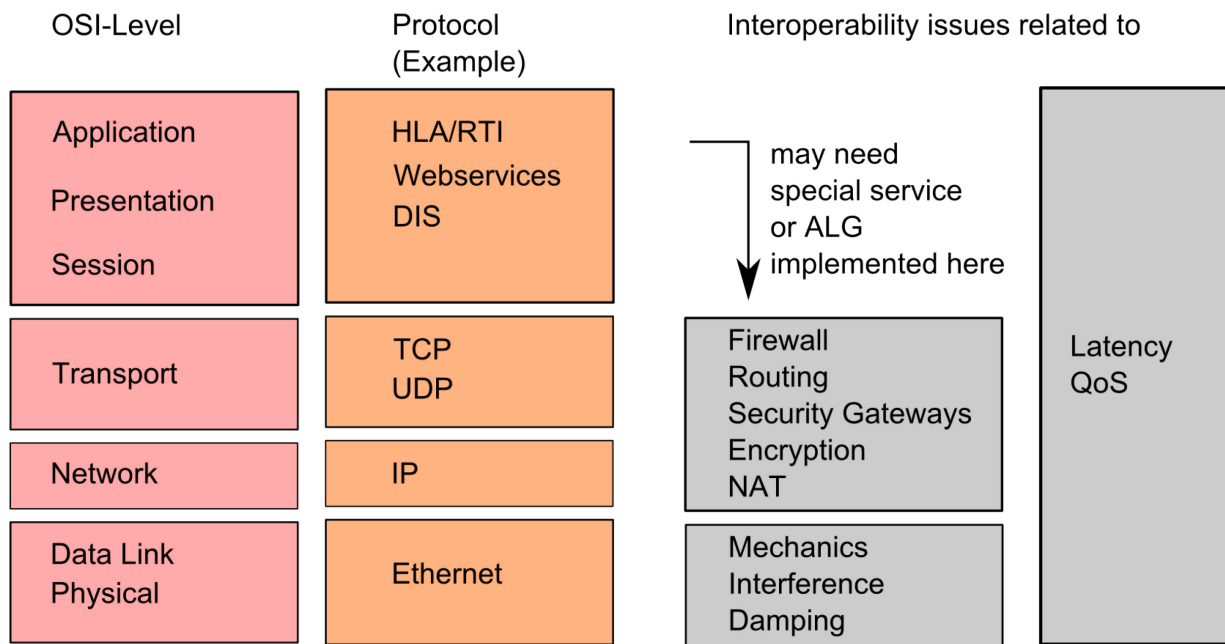 OSI-Level
Protocol
(Example)
Interoperability issues related to
Application
Presentation
Session
HLA/RTI
Webservices
DIS
may need
special service
or ALG
implemented here
Transport
TCP
UDP
Firewall
Routing
Security Gateways
Encryption
NAT
Latency
QoS
Network
IP
Data Link
Physical
Ethernet
Mechanics
Interference
Damping